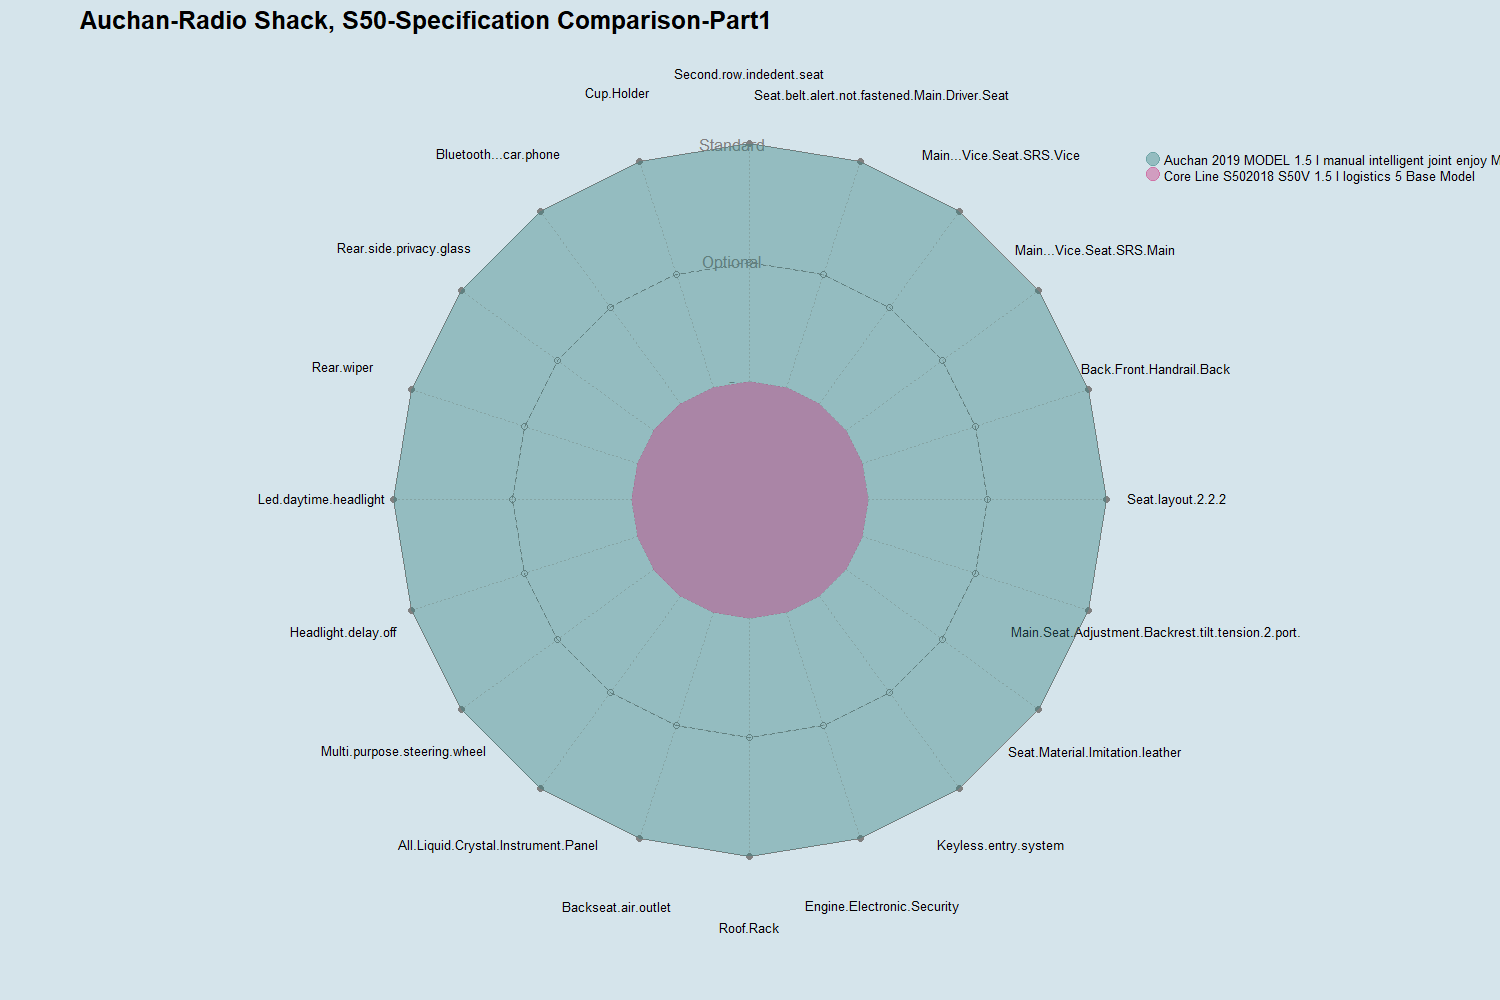 Auchan-Radio Shack, S50-Specification Comparison-Part1
Second.row.indedent.seat
Cup.Holder
Seat.belt.alert.not.fastened.Main.Driver.Seat
Standard
Bluetooth...car.phone
Main...Vice.Seat.SRS.Vice
Auchan 2019 MODEL 1.5 l manual intelligent joint enjoy M
Core Line S502018 S50V 1.5 l logistics 5 Base Model
Rear.side.privacy.glass
Main...Vice.Seat.SRS.Main
Optional
Rear.wiper
Back.Front.Handrail.Back
-
Led.daytime.headlight
Seat.layout.2.2.2
Headlight.delay.off
Main.Seat.Adjustment.Backrest.tilt.tension.2.port.
Multi.purpose.steering.wheel
Seat.Material.Imitation.leather
All.Liquid.Crystal.Instrument.Panel
Keyless.entry.system
Backseat.air.outlet
Engine.Electronic.Security
Roof.Rack